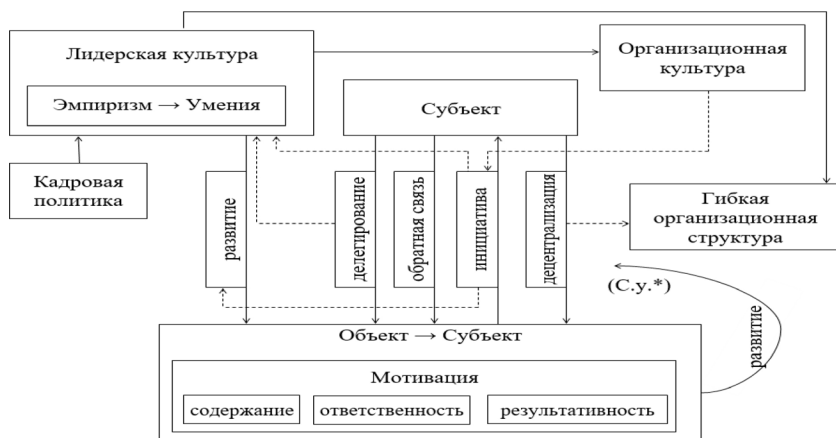 Лидерская культура
Эмпиризм → Умения
Организационная
культура
Субъект
Кадровая
политика
развитие
делегирование
обратная связь
инициатива
децентрализация
Гибкая
организационная
структура
(С.у.*)
развитие
Объект → Субъект
Мотивация
содержание
ответственность
результативность